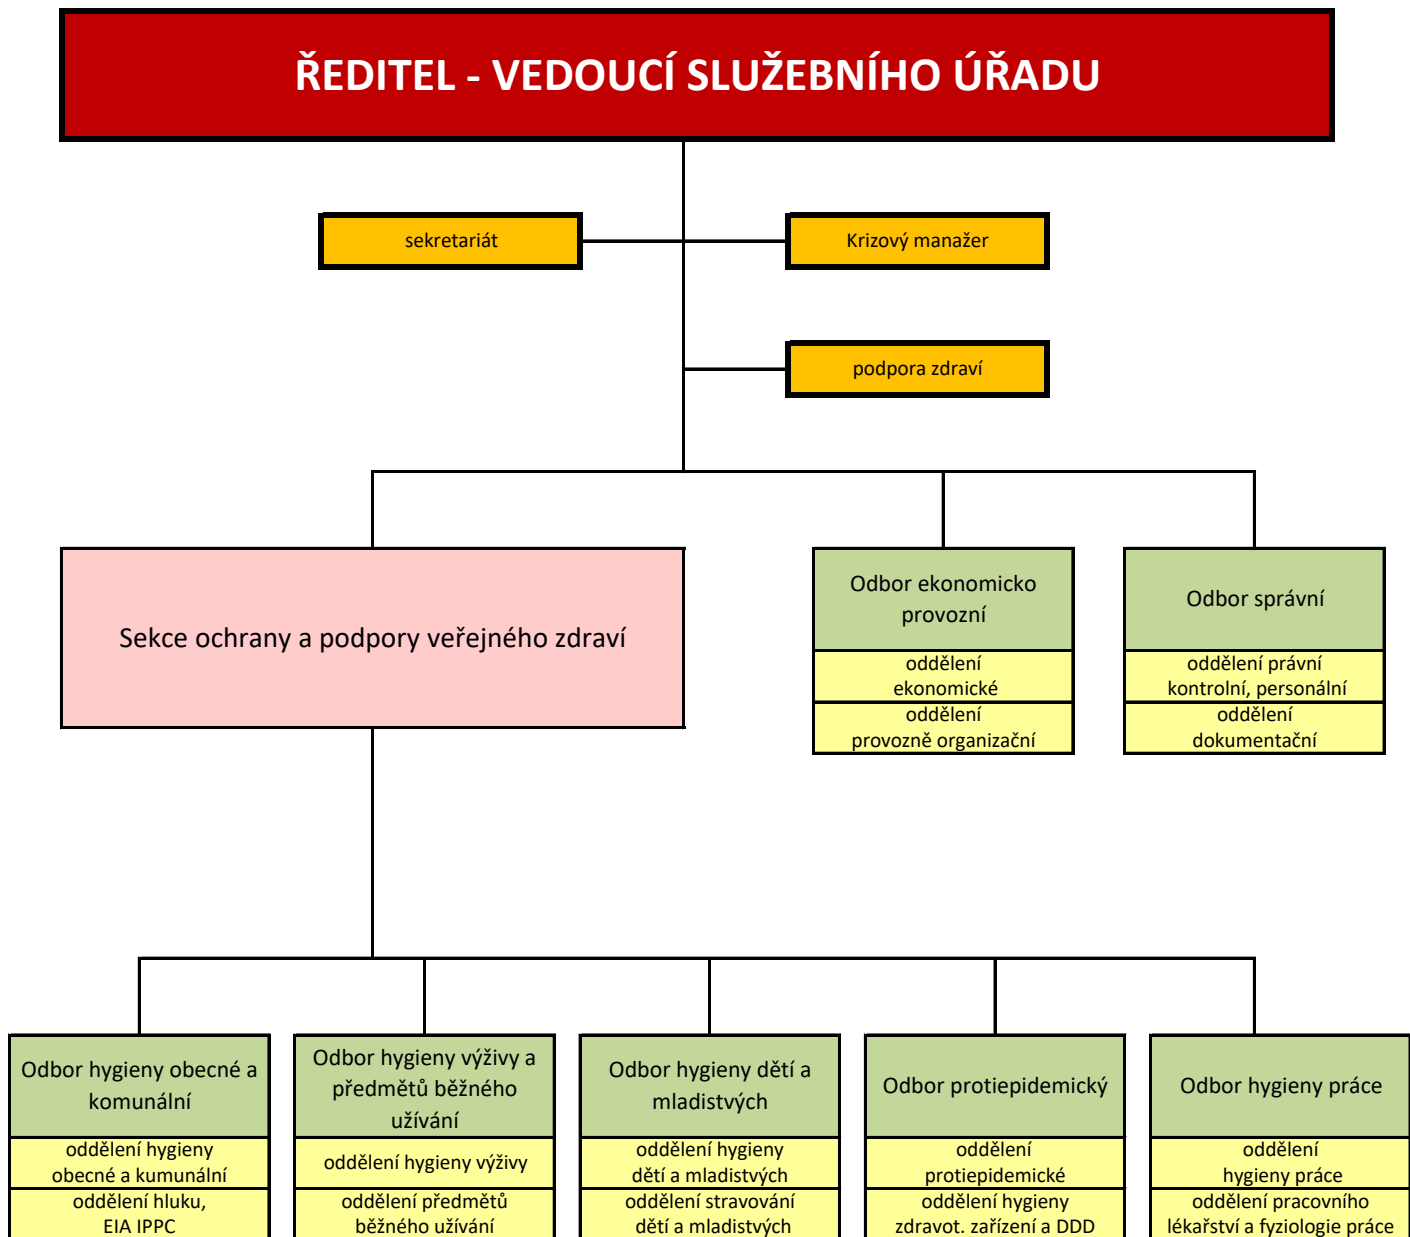 ŘEDITEL - VEDOUCÍ SLUŽEBNÍHO ÚŘADU
sekretariát
Krizový manažer
podpora zdraví
Sekce ochrany a podpory veřejného zdraví
Odbor ekonomicko
provozní
oddělení
ekonomické
oddělení
provozně organizační
Odbor správní
oddělení právní
kontrolní, personální
oddělení
dokumentační
Odbor hygieny obecné a
komunální
oddělení hygieny
obecné a kumunální
oddělení hluku,
EIA IPPC
Odbor hygieny výživy a
předmětů běžného
užívání
oddělení hygieny výživy
oddělení předmětů
běžného užívání
Odbor hygieny dětí a
mladistvých
oddělení hygieny
dětí a mladistvých
oddělení stravování
dětí a mladistvých
Odbor protiepidemický
oddělení
protiepidemické
oddělení hygieny
zdravot. zařízení a DDD
Odbor hygieny práce
oddělení
hygieny práce
oddělení pracovního
lékařství a fyziologie práce